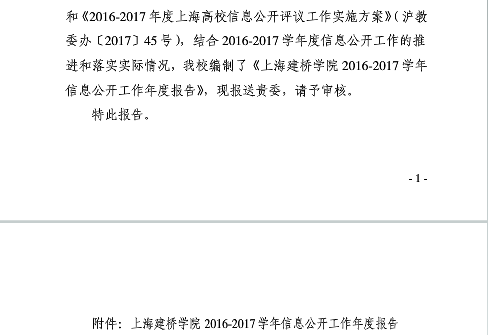 和《2016-2017年度上海高校信息公开评议工作实施方案》（沪教
委办〔2017〕45号），结合2016-2017学年度信息公开工作的推
进和落实实际情况，我校编制了《上海建桥学院2016-2017学年
信息公开工作年度报告》，现报送贵委，请予审核。
特此报告。
- 1 -
附件：上海建桥学院2016-2017学年信息公开工作年度报告